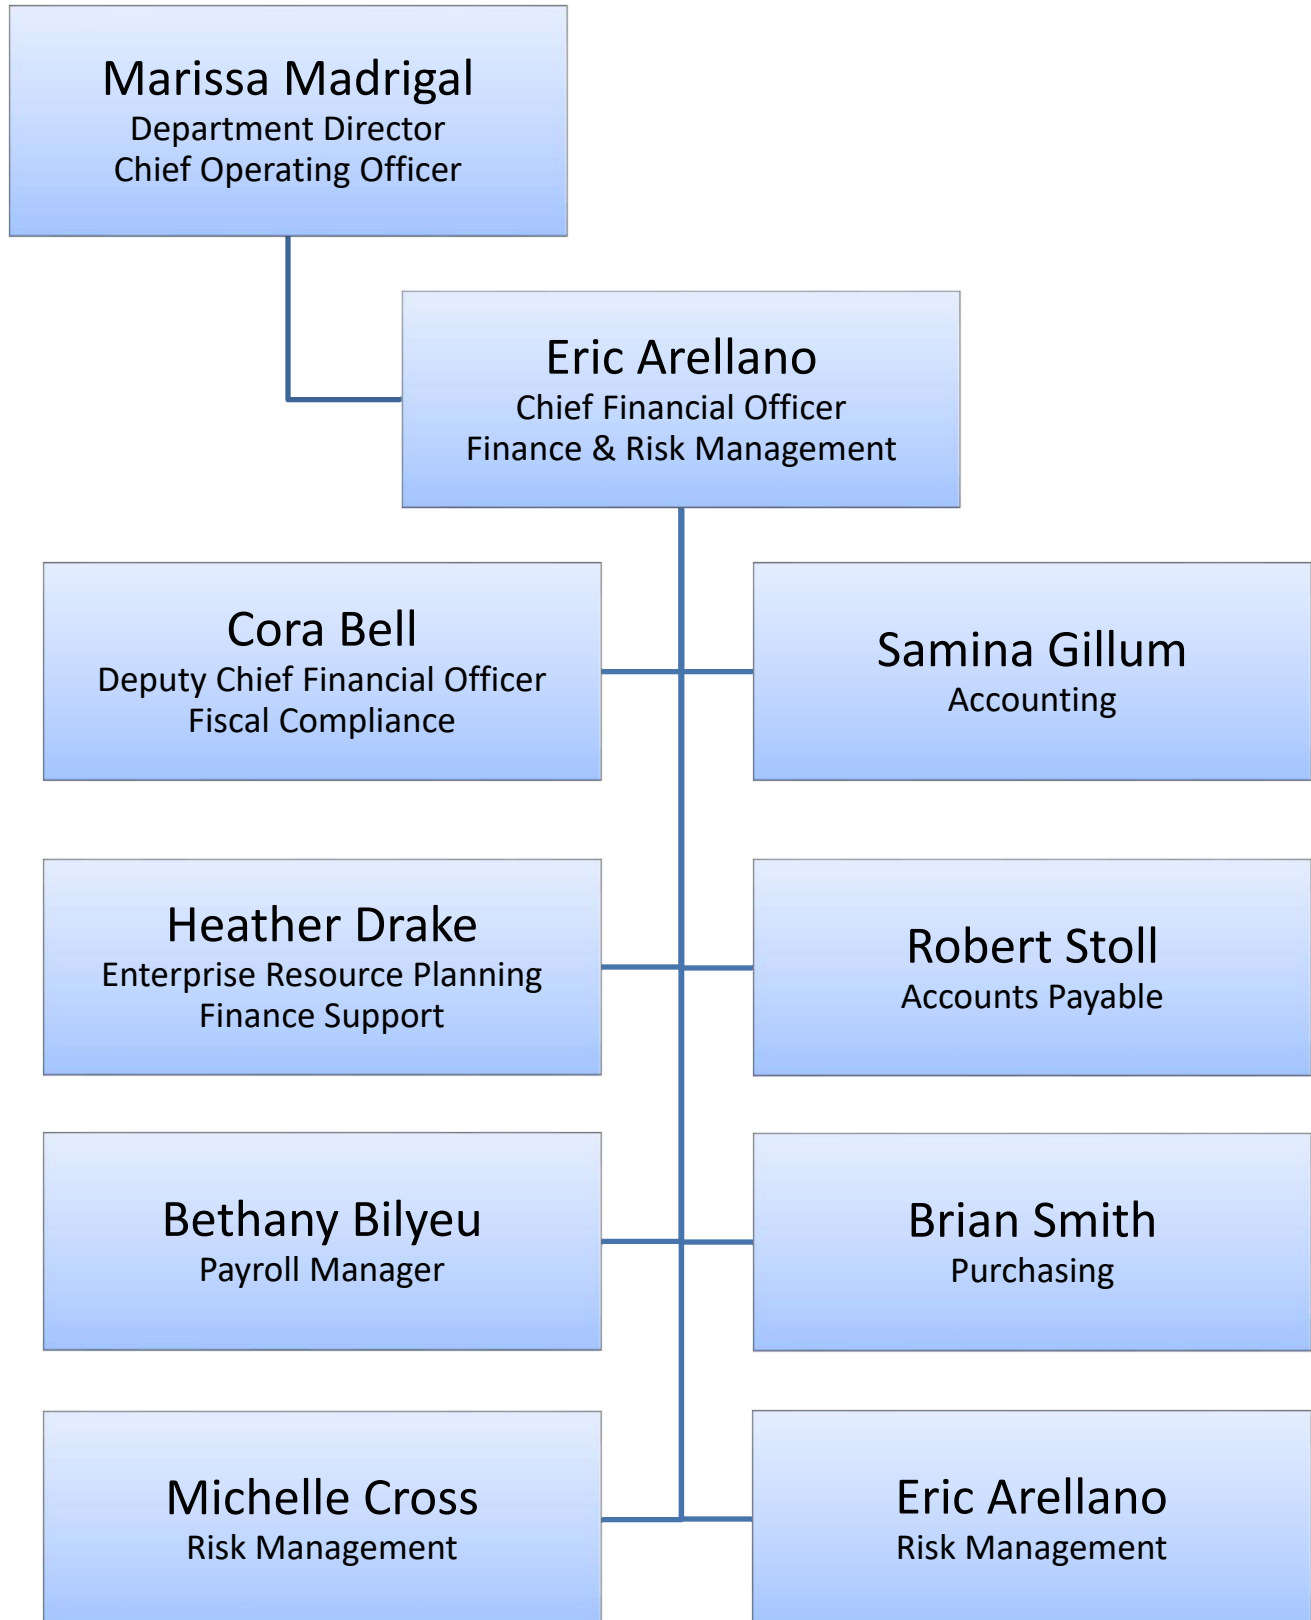 Marissa Madrigal
Department Director
Chief Operating Officer
Eric Arellano
Chief Financial Officer
Finance & Risk Management
Cora Bell
Deputy Chief Financial Officer
Fiscal Compliance
Samina Gillum
Accounting
Heather Drake
Enterprise Resource Planning
Finance Support
Robert Stoll
Accounts Payable
Bethany Bilyeu
Payroll Manager
Brian Smith
Purchasing
Michelle Cross
Risk Management
Eric Arellano
Risk Management